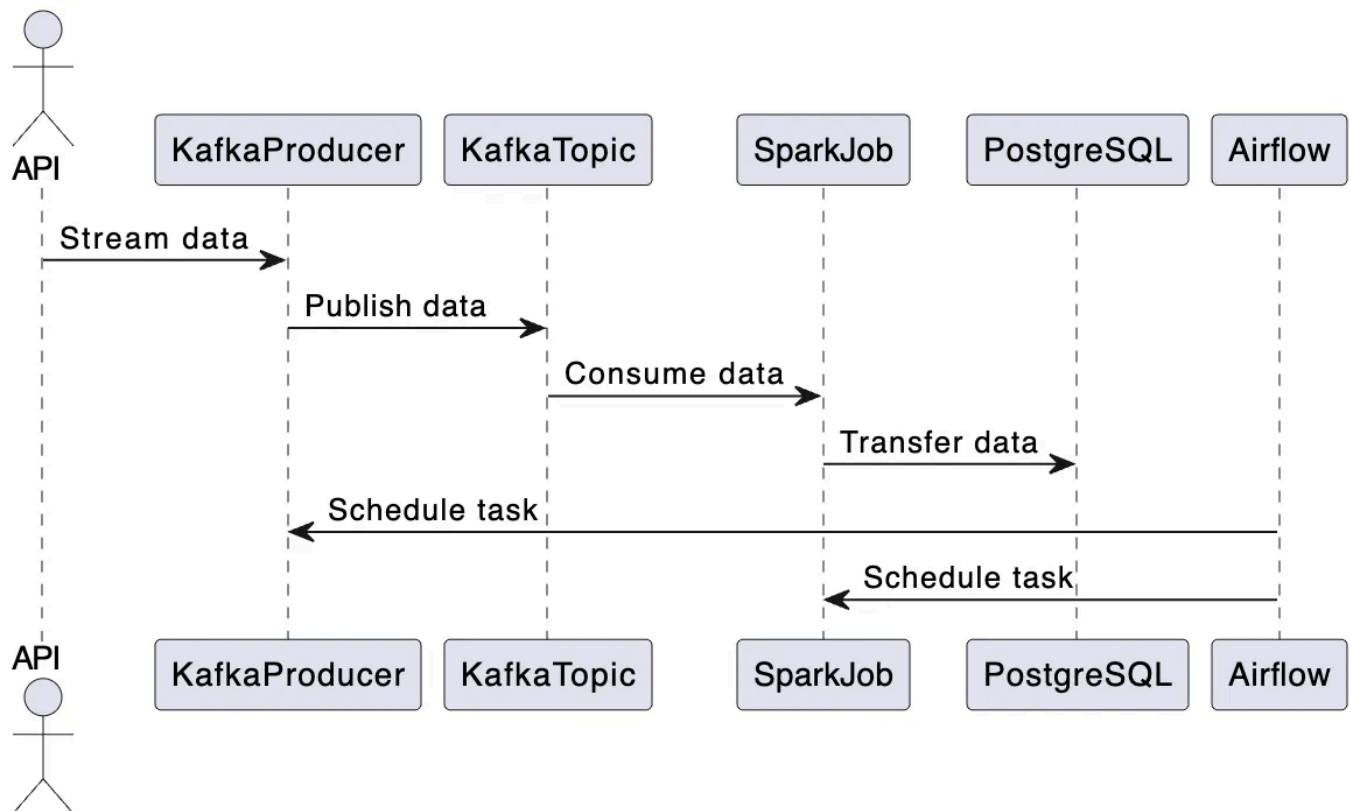 API
KafkaProducer
KafkaTopic
SparkJob
PostgreSQL
Airflow
Stream data
Publish data
Consume data
Transfer data
Schedule task
Schedule task
API
KafkaProducer
KafkaTopic
SparkJob
PostgreSQL
Airflow